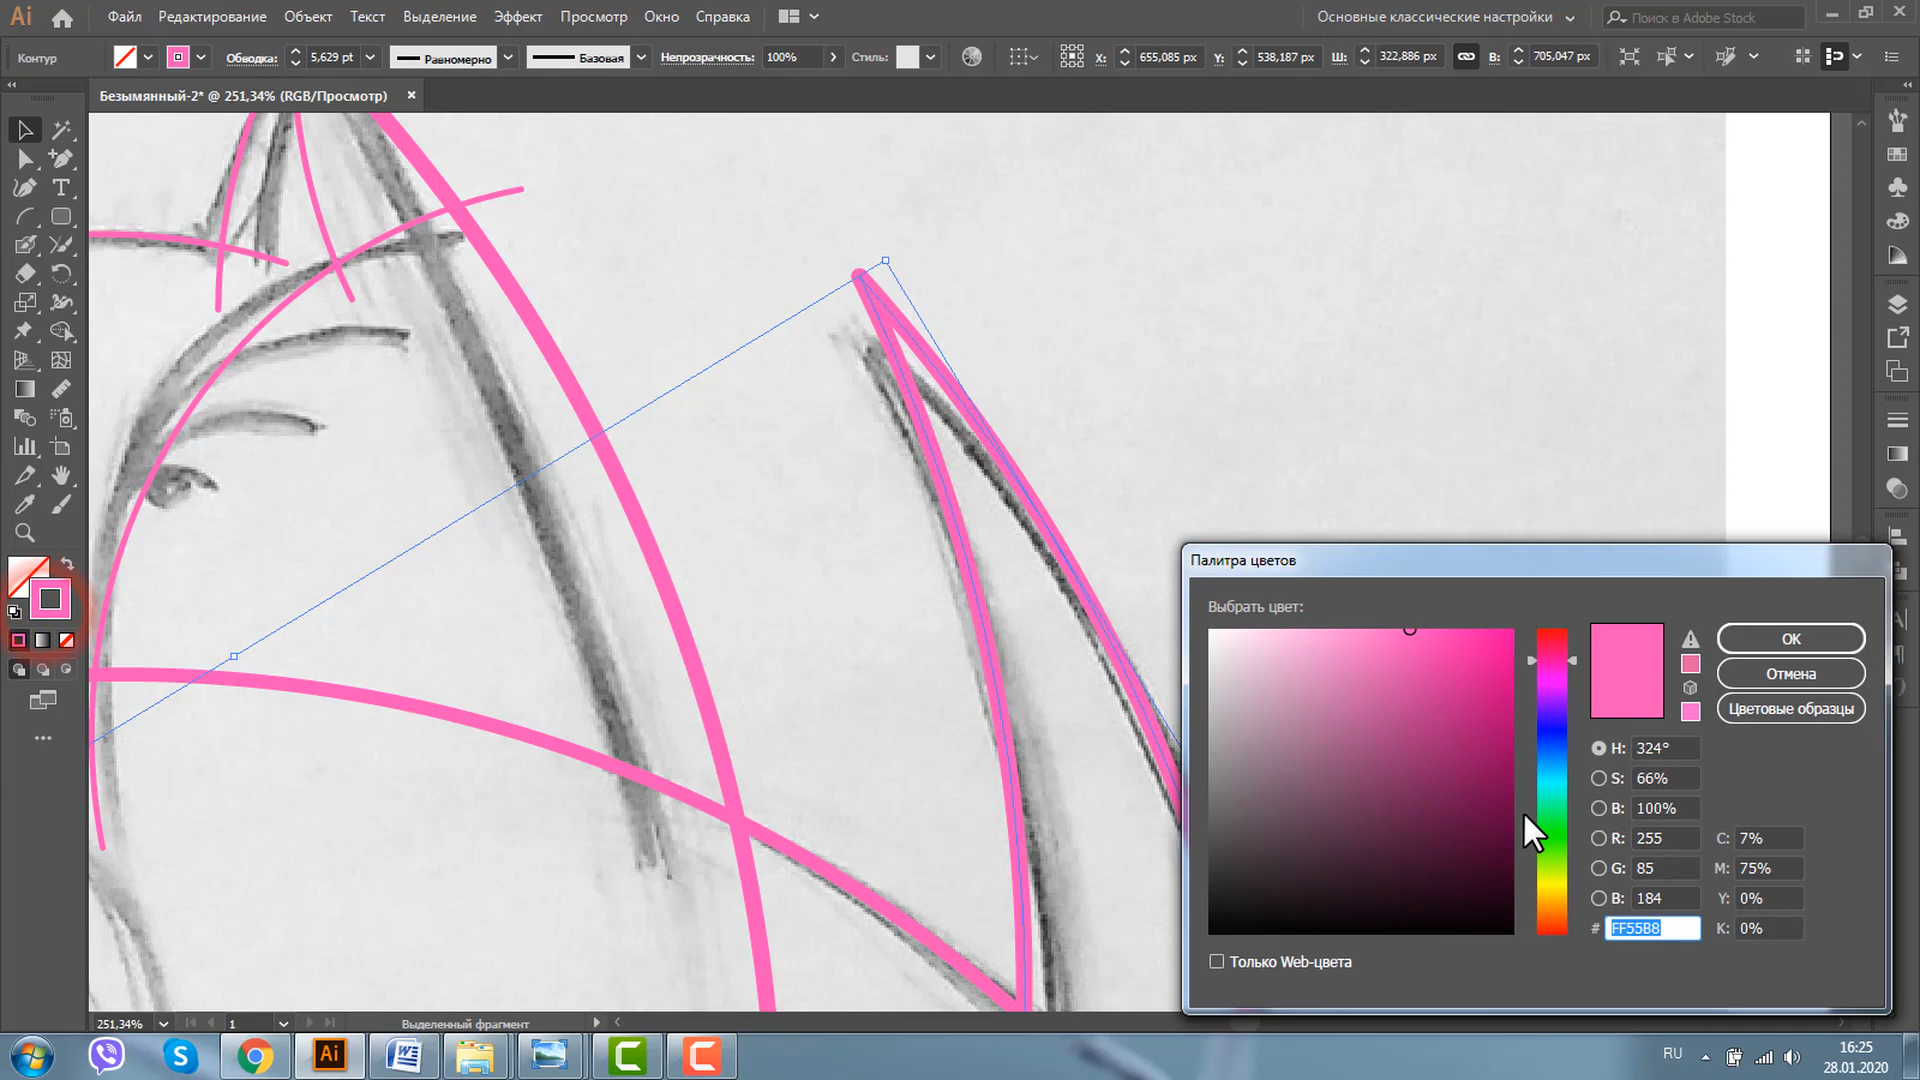 Ai Файл Редактирование Объект Текст Выделение Эффект Просмотр Окно Справка Основные классические настройки Поиск в Adobe Stock
Контур Обводка: 5,629 pt Равномерно Базовая Непрозрачность: 100% Стиль: X: 655,085 px Y: 538,187 px Ш: 322,886 px В: 705,047 px
Безымянный-2* @ 251,34% (RGB/Просмотр)
Палитра цветов
Выбрать цвет:
OK
Отмена
Цветовые образцы
H: 324°
S: 66%
B: 100%
R: 255 C: 7%
G: 85 M: 75%
B: 184 Y: 0%
# FF55B8 K: 0%
Только Web-цвета
251,34% 1 Выделенный фрагмент
RU
16:25
28.01.2020